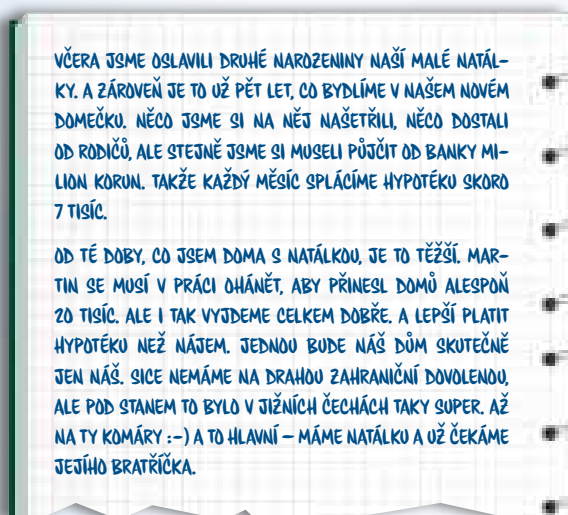 VČERA JSME OSLAVILI DRUHÉ NAROZENINY NAŠÍ MALÉ NATÁL-
KY. A ZÁROVEŇ JE TO UŽ PĚT LET, CO BYDLÍME V NAŠEM NOVÉM
DOMEČKU. NĚCO JSME SI NA NĚJ NAŠETŘILI, NĚCO DOSTALI
OD RODIČŮ, ALE STEJNĚ JSME SI MUSELI PŮJČIT OD BANKY MI-
LION KORUN. TAKŽE KAŽDÝ MĚSÍC SPLÁCÍME HYPOTÉKU SKORO
7 TISÍC.
OD TÉ DOBY, CO JSEM DOMA S NATÁLKOU, JE TO TĚŽŠÍ. MAR-
TIN SE MUSÍ V PRÁCI OHÁNĚT, ABY PŘINESL DOMŮ ALESPOŇ
20 TISÍC. ALE I TAK VYJDEME CELKEM DOBŘE. A LEPŠÍ PLATIT
HYPOTÉKU NEŽ NÁJEM. JEDNOU BUDE NÁŠ DŮM SKUTEČNĚ
JEN NÁŠ. SICE NEMÁME NA DRAHOU ZAHRANIČNÍ DOVOLENOU,
ALE POD STANEM TO BYLO V JIŽNÍCH ČECHÁCH TAKY SUPER. AŽ
NA TY KOMÁRY :-) A TO HLAVNÍ – MÁME NATÁLKU A UŽ ČEKÁME
JEJÍHO BRATŘÍČKA.